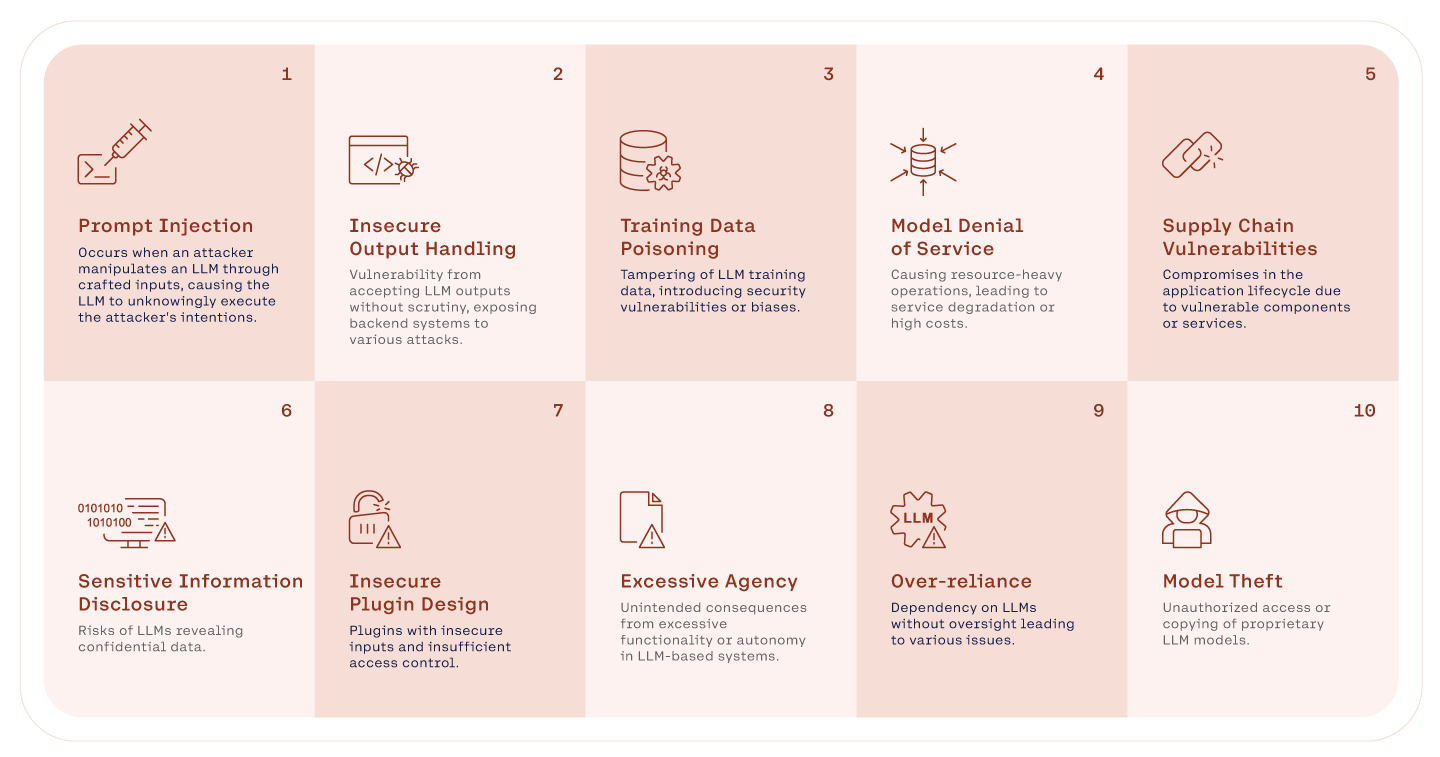 1
Prompt Injection
Occurs when an attacker
manipulates an LLM through
crafted inputs, causing the
LLM to unknowingly execute
the attacker's intentions.
2
</>
Insecure
Output Handling
Vulnerability from
accepting LLM outputs
without scrutiny, exposing
backend systems to
various attacks.
3
Training Data
Poisoning
Tampering of LLM training
data, introducing security
vulnerabilities or biases.
4
Model Denial
of Service
Causing resource-heavy
operations, leading to
service degradation or
high costs.
5
Supply Chain
Vulnerabilities
Compromises in the
application lifecycle due
to vulnerable components
or services.
6
0101010
1010100
Sensitive Information
Disclosure
Risks of LLMs revealing
confidential data.
7
Insecure
Plugin Design
Plugins with insecure
inputs and insufficient
access control.
8
Excessive Agency
Unintended consequences
from excessive
functionality or autonomy
in LLM-based systems.
9
LLM
Over-reliance
Dependency on LLMs
without oversight leading
to various issues.
10
Model Theft
Unauthorized access or
copying of proprietary
LLM models.